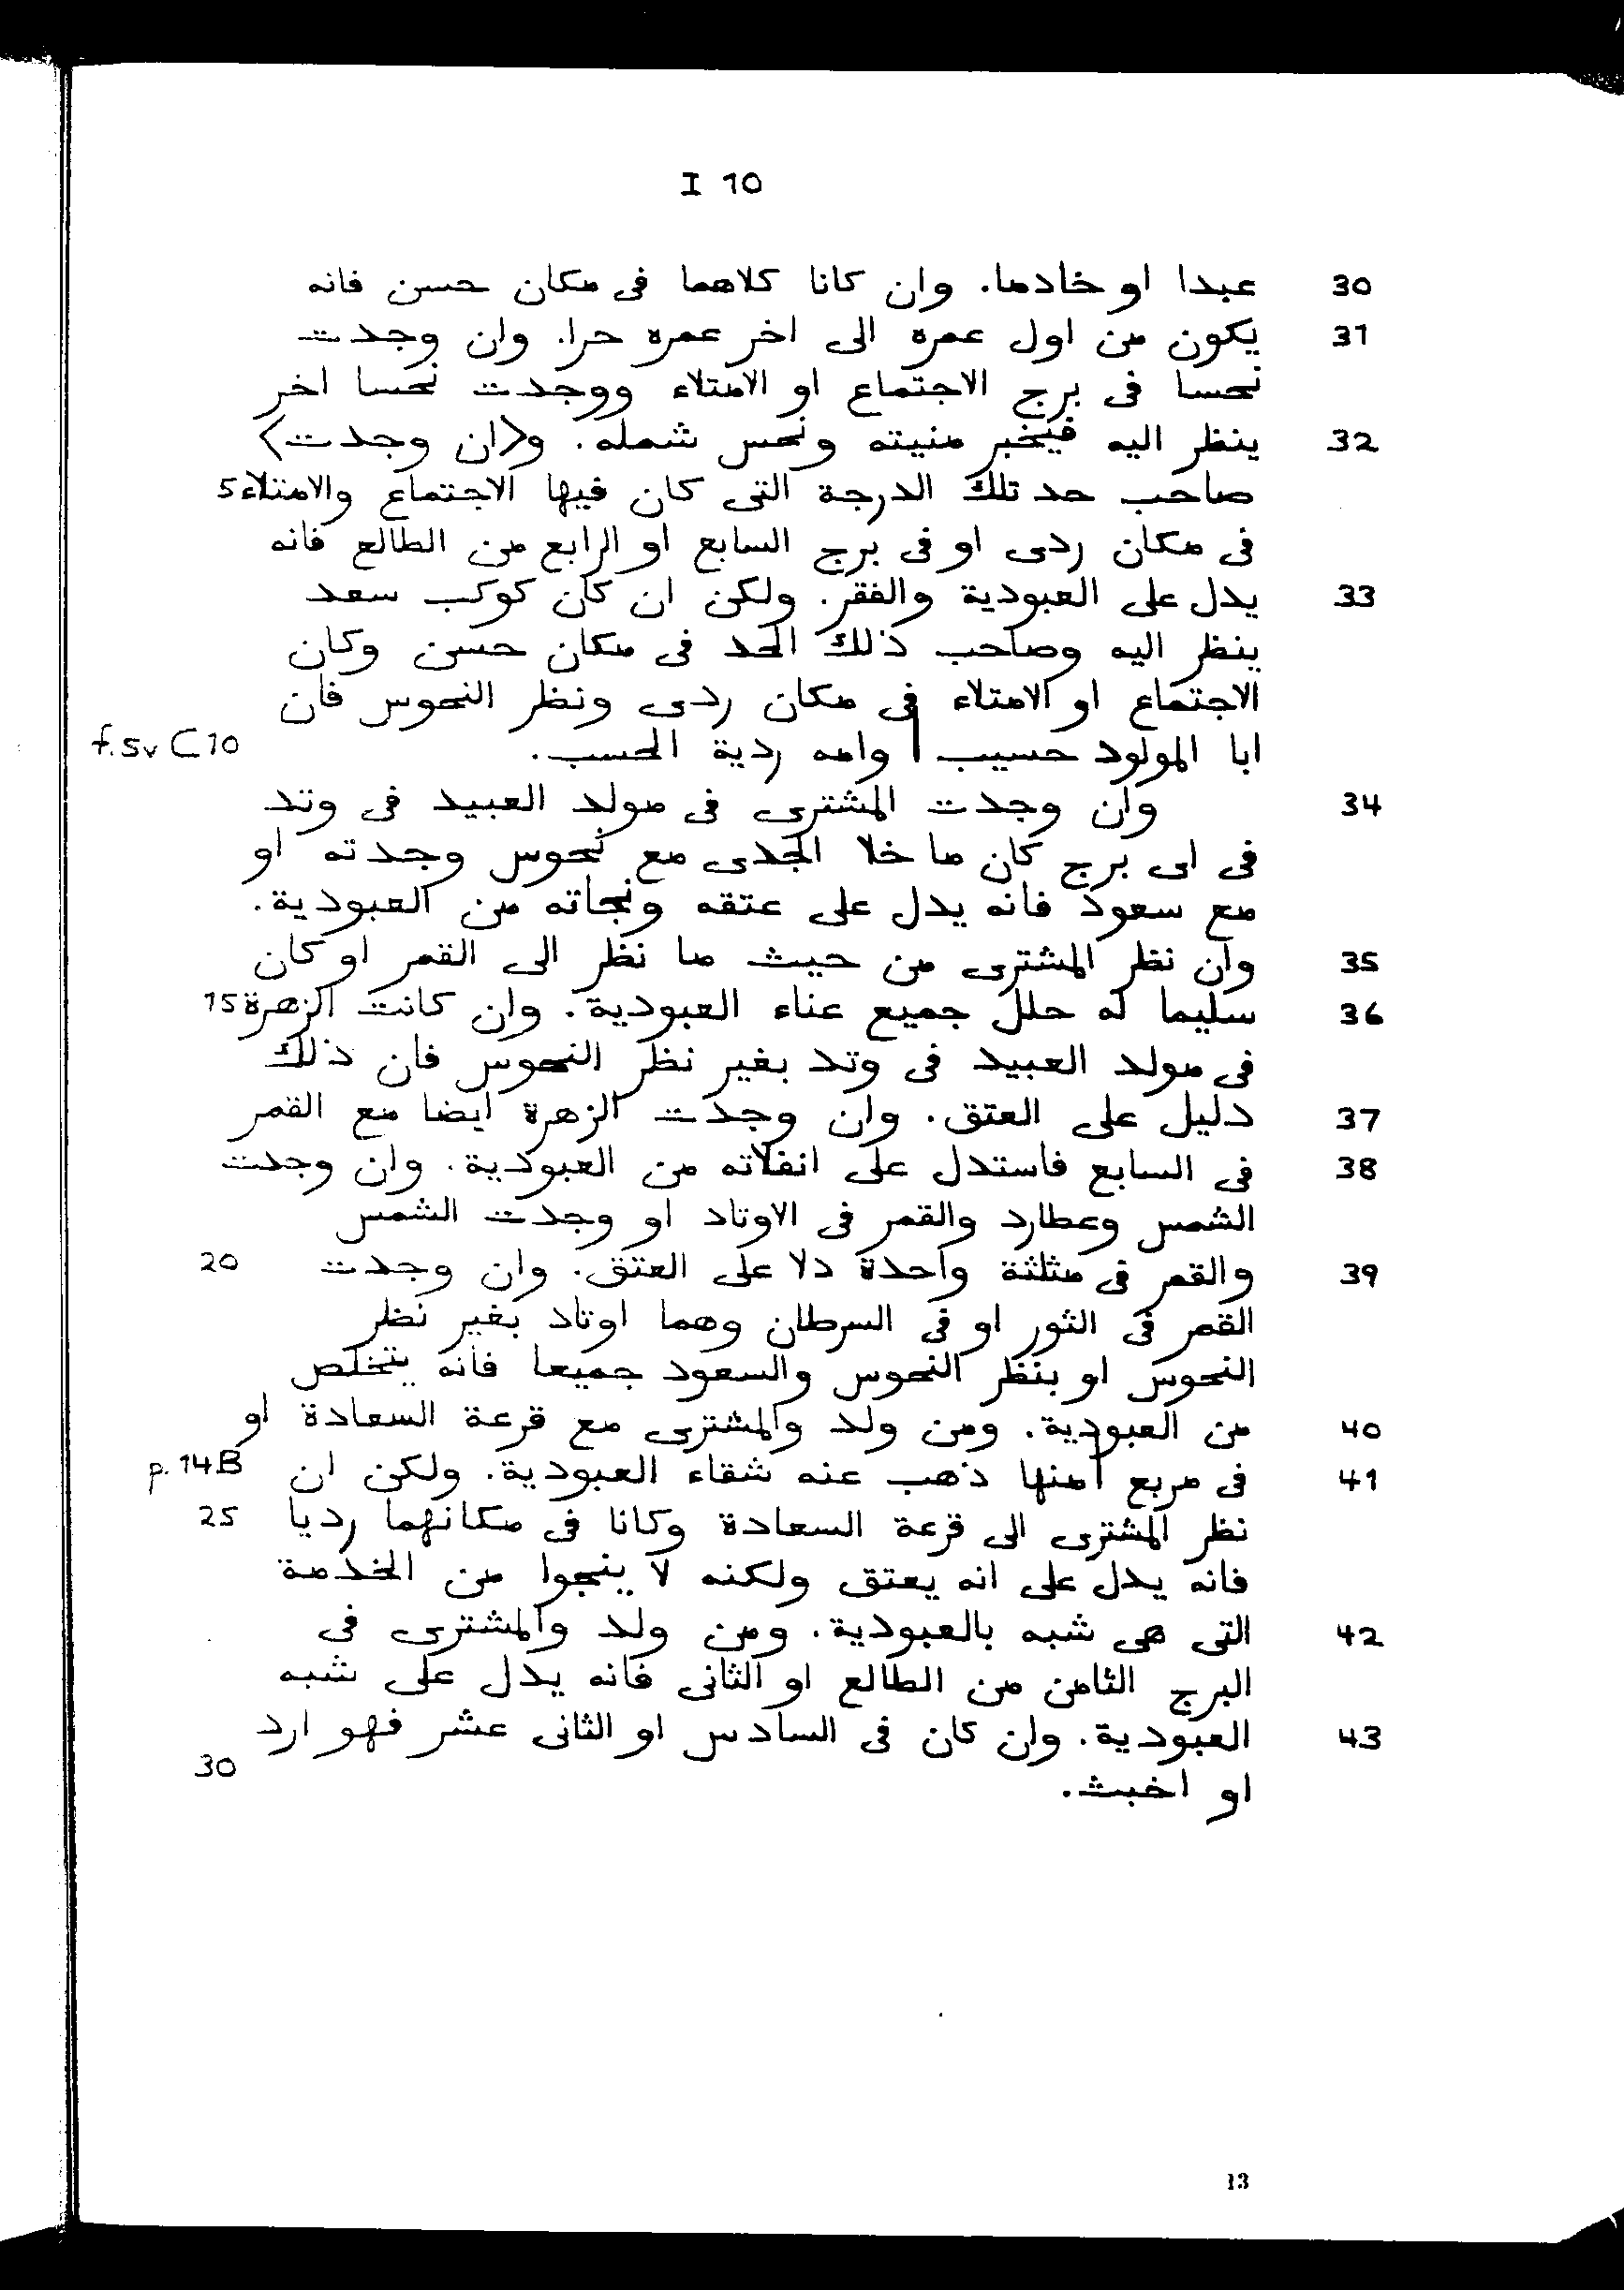 I 10
30 عبدا او خادما. وان كانا كلاهما فى مكان حسن فانه
31 يكون من اول عمره الى اخر عمره حرا. وان وجدت
نحسا فى برج الاجتماع او الامتلاء ووجدت نحسا اخر
32 ينظر اليه فيخبر منيته ونحس شمله. و<ان وجدت>
صاحب حد تلك الدرجة التى كان فيها الاجتماع والامتلاء 5
فى مكان ردى او فى برج السابع او الرابع من الطالع فانه
33 يدل على العبودية والفقر. ولكن ان كان كوكب سعد
ينظر اليه وصاحب ذلك الحد فى مكان حسن وكان
الاجتماع او الامتلاء فى مكان ردى ونظر النحوس فان
ابا المولود حسيب | وامه ردية الحسب. f.5v C 10
34 وان وجدت المشترى فى مولد العبيد فى وتد
فى اى برج كان ما خلا الجدى مع نحوس وجدته او
مع سعود فانه يدل على عتقه ونجاته من العبودية.
35 وان نظر المشترى من حيث ما نظر الى القمر او كان
36 سليما له حلل جميع عناء العبودية. وان كانت الزهرة 15
فى مولد العبيد فى وتد بغير نظر النحوس فان ذلك
37 دليل على العتق. وان وجدت الزهرة ايضا مع القمر
38 فى السابع فاستدل على انفلاته من العبودية. وان وجدت
الشمس وعطارد والقمر فى الاوتاد او وجدت الشمس
39 والقمر فى مثلثة واحدة دلا على العتق. وان وجدت 20
القمر فى الثور او فى السرطان وهما اوتاد بغير نظر
النحوس او بنظر النحوس والسعود جميعا فانه يتخلص
40 من العبودية. ومن ولد والمشترى مع قرعة السعادة او
41 فى مربع | منها ذهب عنه شقاء العبودية. ولكن ان p.14B
نظر المشترى الى قرعة السعادة وكانا فى مكانهما رديا 25
فانه يدل على انه يعتق ولكنه لا ينجوا من الخدمة
42 التى هى شبه بالعبودية. ومن ولد والمشترى فى
البرج الثامن من الطالع او الثانى فانه يدل على شبه
43 العبودية. وان كان فى السادس او الثانى عشر فهو ارد
او اخبث. 30
13